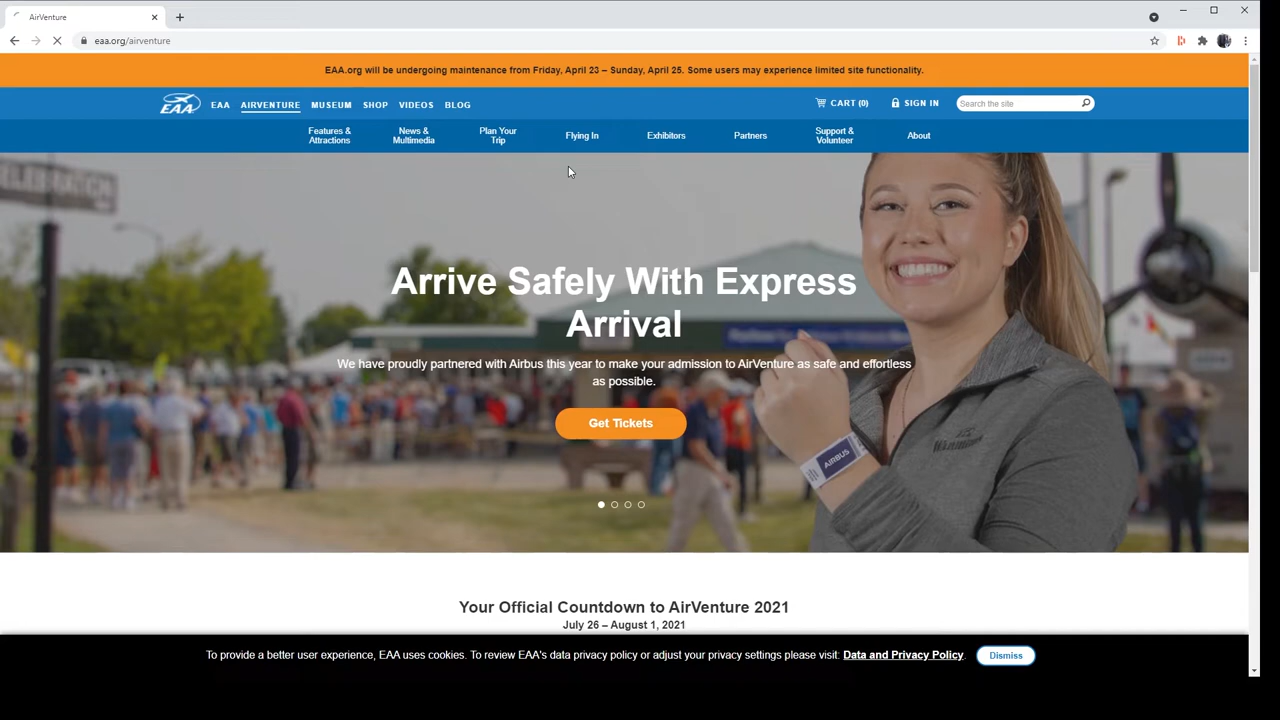 AirVenture
eaa.org/airventure
EAA.org will be undergoing maintenance from Friday, April 23 – Sunday, April 25. Some users may experience limited site functionality.
EAA EAA AIRVENTURE MUSEUM SHOP VIDEOS BLOG CART (0) SIGN IN Search the site
Features & Attractions News & Multimedia Plan Your Trip Flying In Exhibitors Partners Support & Volunteer About
CELEBRATION
Arrive Safely With Express
Arrival
We have proudly partnered with Airbus this year to make your admission to AirVenture as safe and effortless
as possible.
Get Tickets
AIRBUS
Your Official Countdown to AirVenture 2021
July 26 – August 1, 2021
To provide a better user experience, EAA uses cookies. To review EAA's data privacy policy or adjust your privacy settings please visit: Data and Privacy Policy. Dismiss